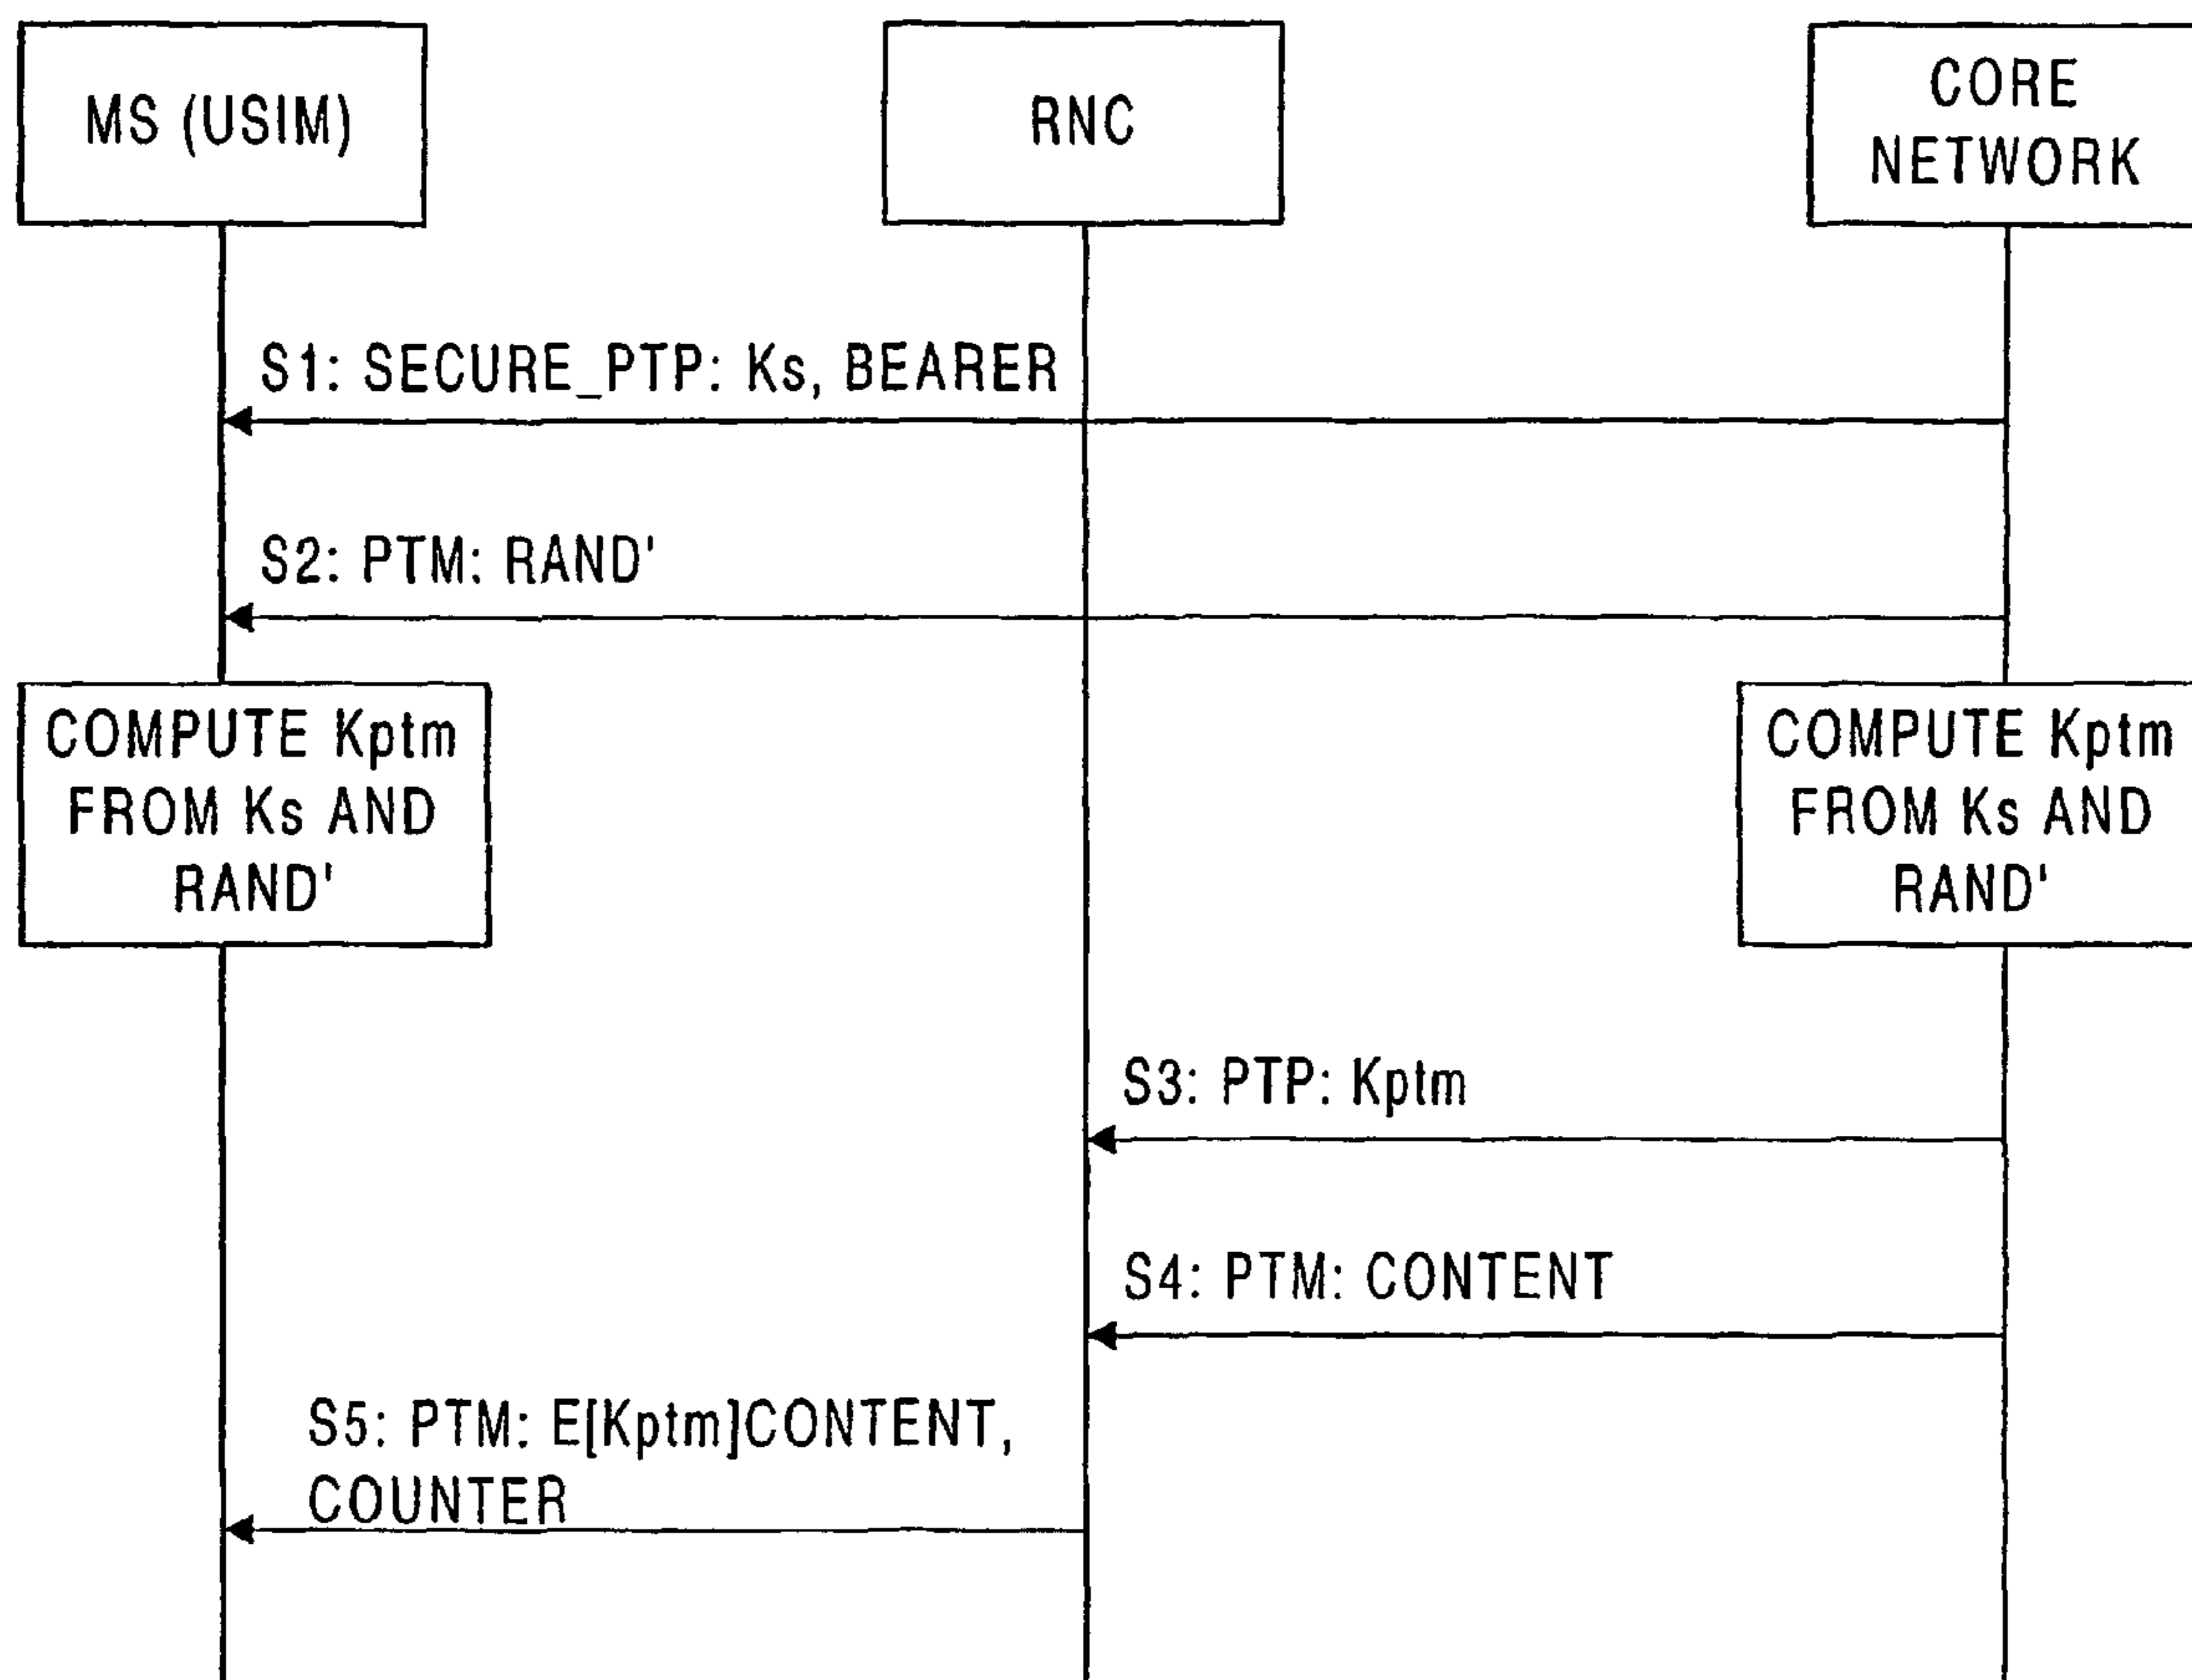 MS (USIM)
RNC
CORE
NETWORK
S1: SECURE_PTP: Ks, BEARER
S2: PTM: RAND'
COMPUTE Kptm
FROM Ks AND
RAND'
COMPUTE Kptm
FROM Ks AND
RAND'
S3: PTP: Kptm
S4: PTM: CONTENT
S5: PTM: E[Kptm]CONTENT,
COUNTER